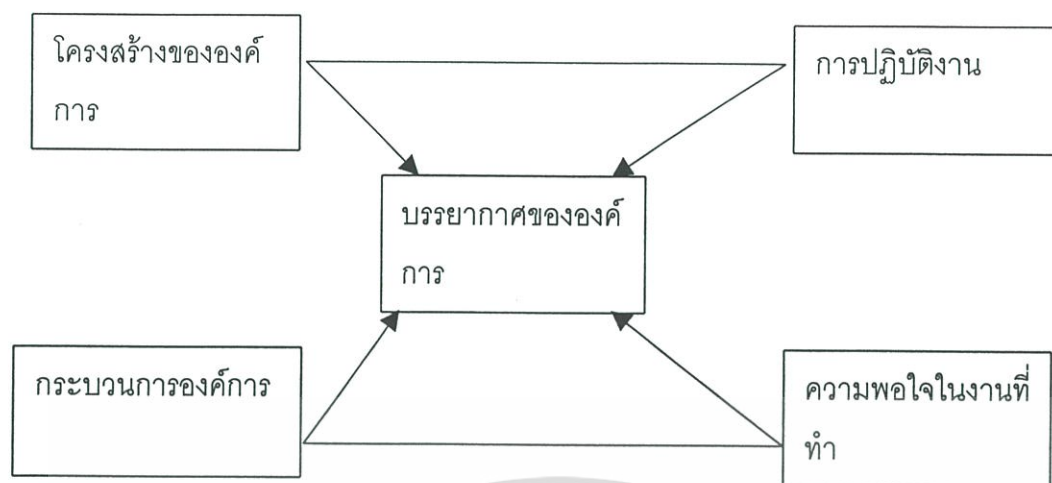 โครงสร้างขององค์
การ
การปฏิบัติงาน
บรรยากาศขององค์
การ
กระบวนการองค์การ
ความพอใจในงานที่
ทำ